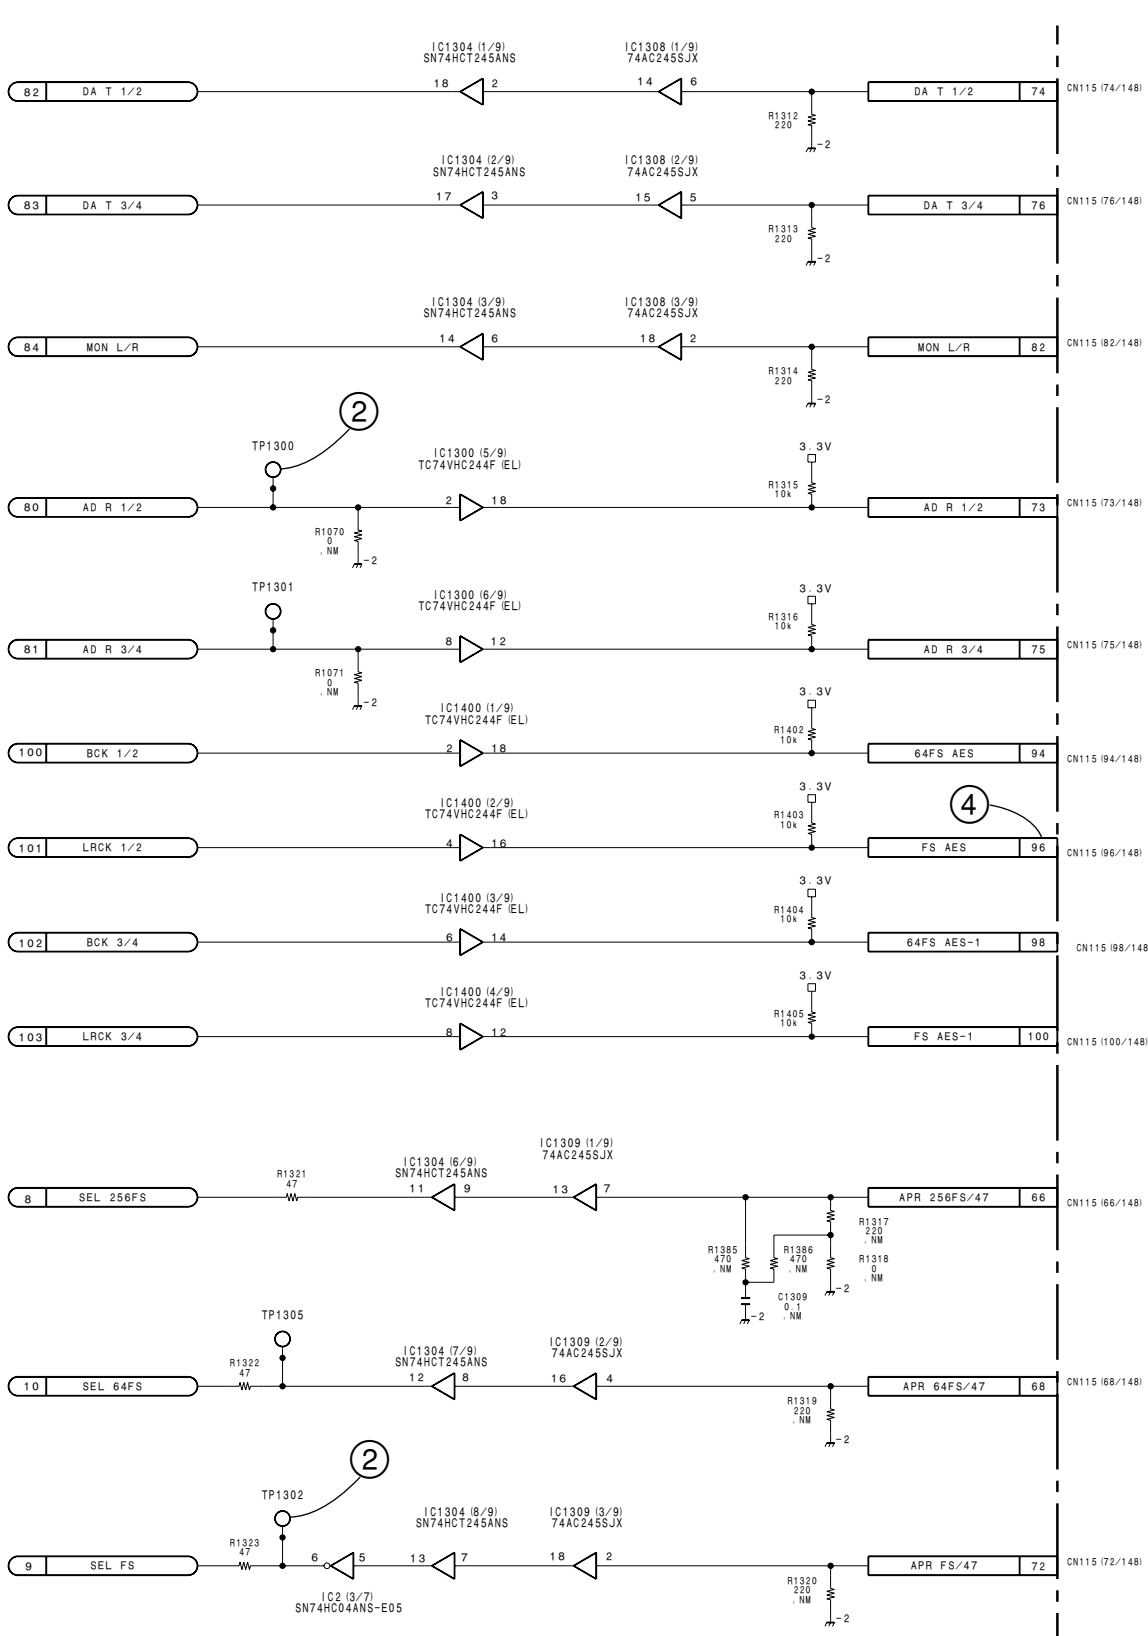 IC1304 (1/9)
SN74HCT245ANS
IC1308 (1/9)
74AC245SJX
82 DA T 1/2
18 2
14 6
DA T 1/2 74
CN115 (74/148)
R1312
220
-2
IC1304 (2/9)
SN74HCT245ANS
IC1308 (2/9)
74AC245SJX
83 DA T 3/4
17 3
15 5
DA T 3/4 76
CN115 (76/148)
R1313
220
-2
IC1304 (3/9)
SN74HCT245ANS
IC1308 (3/9)
74AC245SJX
84 MON L/R
14 6
18 2
MON L/R 82
CN115 (82/148)
R1314
220
-2
2
TP1300
IC1300 (5/9)
TC74VHC244F (EL)
3.3V
R1315
10k
80 AD R 1/2
2 18
AD R 1/2 73
CN115 (73/148)
R1070
0
, NM
-2
TP1301
IC1300 (6/9)
TC74VHC244F (EL)
3.3V
R1316
10k
81 AD R 3/4
8 12
AD R 3/4 75
CN115 (75/148)
R1071
0
, NM
-2
IC1400 (1/9)
TC74VHC244F (EL)
3.3V
R1402
10k
100 BCK 1/2
2 18
64FS AES 94
CN115 (94/148)
IC1400 (2/9)
TC74VHC244F (EL)
3.3V
R1403
10k
4
101 LRCK 1/2
4 16
FS AES 96
CN115 (96/148)
IC1400 (3/9)
TC74VHC244F (EL)
3.3V
R1404
10k
102 BCK 3/4
6 14
64FS AES-1 98
CN115 (98/148
IC1400 (4/9)
TC74VHC244F (EL)
3.3V
R1405
10k
103 LRCK 3/4
8 12
FS AES-1 100
CN115 (100/148)
R1321
47
IC1304 (6/9)
SN74HCT245ANS
IC1309 (1/9)
74AC245SJX
8 SEL 256FS
11 9
13 7
APR 256FS/47 66
CN115 (66/148)
R1317
220
, NM
R1385
470
, NM
R1386
470
, NM
R1318
0
, NM
-2
C1309
0.1
, NM
-2
TP1305
R1322
47
IC1304 (7/9)
SN74HCT245ANS
IC1309 (2/9)
74AC245SJX
10 SEL 64FS
12 8
16 4
APR 64FS/47 68
CN115 (68/148)
R1319
220
, NM
-2
2
TP1302
R1323
47
IC1304 (8/9)
SN74HCT245ANS
IC1309 (3/9)
74AC245SJX
9 SEL FS
6 5
13 7
18 2
APR FS/47 72
CN115 (72/148)
IC2 (3/7)
SN74HC04ANS-E05
R1320
220
, NM
-2